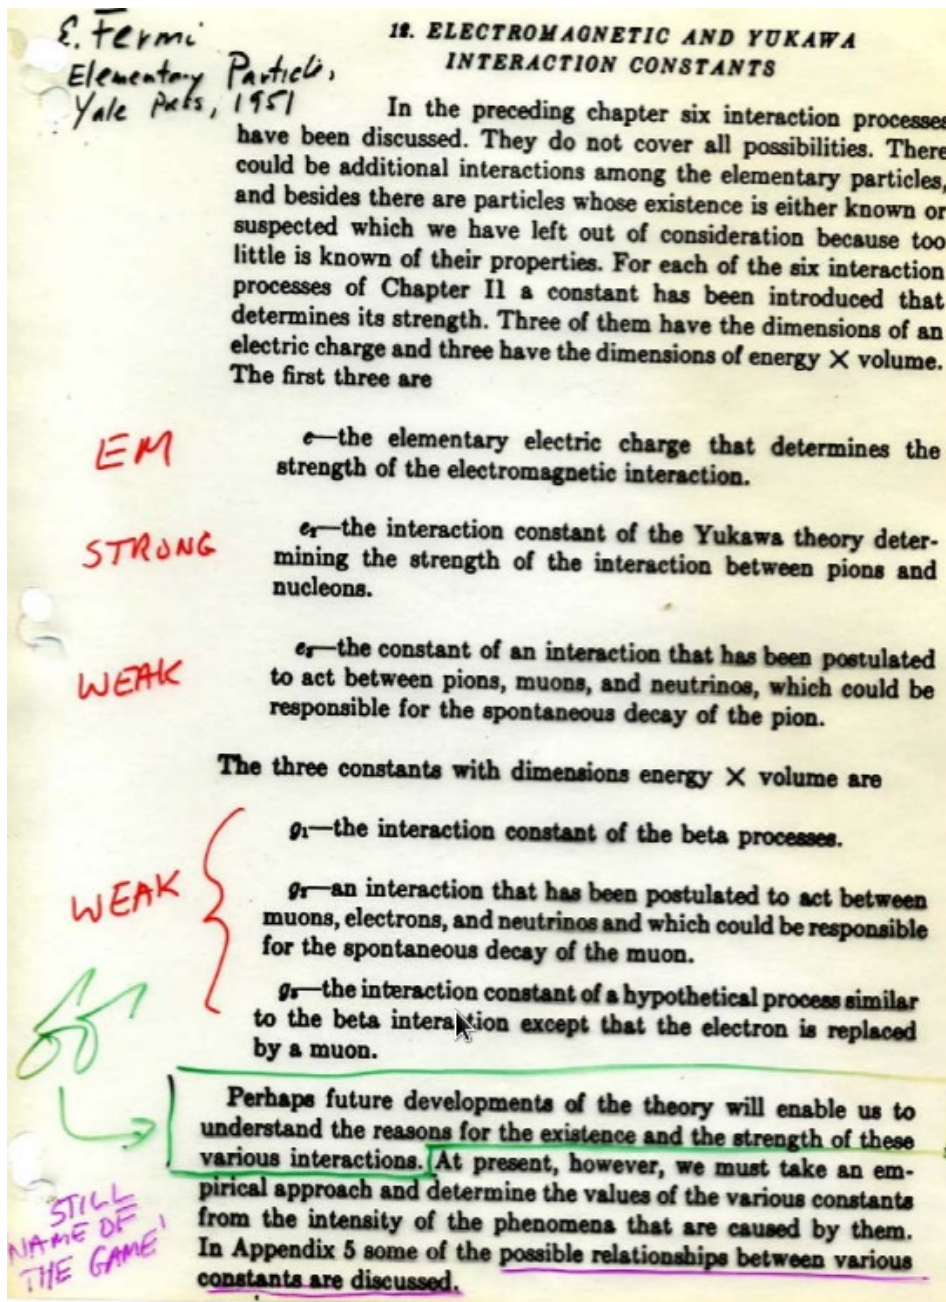 E. Fermi
Elementary Particles,
Yale Press, 1951
12. ELECTROMAGNETIC AND YUKAWA
INTERACTION CONSTANTS
In the preceding chapter six interaction processes
have been discussed. They do not cover all possibilities. There
could be additional interactions among the elementary particles,
and besides there are particles whose existence is either known or
suspected which we have left out of consideration because too
little is known of their properties. For each of the six interaction
processes of Chapter II a constant has been introduced that
determines its strength. Three of them have the dimensions of an
electric charge and three have the dimensions of energy × volume.
The first three are
EM
e—the elementary electric charge that determines the
strength of the electromagnetic interaction.
STRONG
e₂—the interaction constant of the Yukawa theory deter-
mining the strength of the interaction between pions and
nucleons.
WEAK
e₃—the constant of an interaction that has been postulated
to act between pions, muons, and neutrinos, which could be
responsible for the spontaneous decay of the pion.
The three constants with dimensions energy × volume are
WEAK
g₁—the interaction constant of the beta processes.
g₂—an interaction that has been postulated to act between
muons, electrons, and neutrinos and which could be responsible
for the spontaneous decay of the muon.
g₃—the interaction constant of a hypothetical process similar
to the beta interaction except that the electron is replaced
by a muon.
Perhaps future developments of the theory will enable us to
understand the reasons for the existence and the strength of these
various interactions. At present, however, we must take an em-
pirical approach and determine the values of the various constants
from the intensity of the phenomena that are caused by them.
In Appendix 5 some of the possible relationships between various
constants are discussed.
STILL
NAME OF
THE GAME!